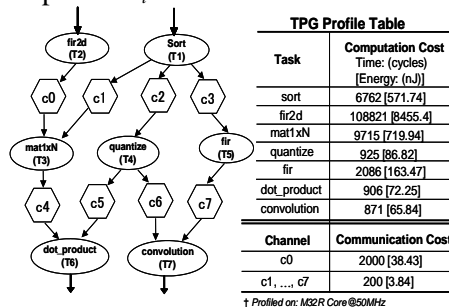 fir2d
(T2)
Sort
(T1)
c0
c1
c2
c3
mat1xN
(T3)
quantize
(T4)
fir
(T5)
c4
c5
c6
c7
dot_product
(T6)
convolution
(T7)
TPG Profile Table
Task
Computation Cost
Time: (cycles)
[Energy: (nJ)]
sort 6762 [571.74]
fir2d 108821 [8455.4]
mat1xN 9715 [719.94]
quantize 925 [86.82]
fir 2086 [163.47]
dot_product 906 [72.25]
convolution 871 [65.84]
Channel Communication Cost
c0 2000 [38.43]
c1, ..., c7 200 [3.84]
† Profiled on: M32R Core@50MHz